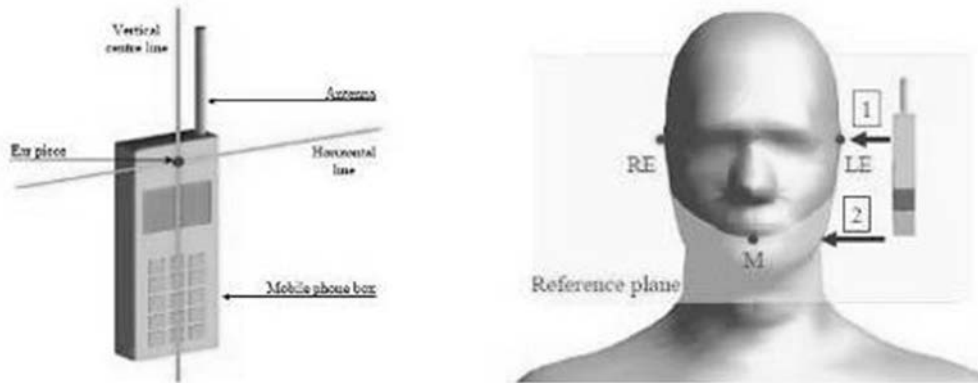 Vertical
centre line
Antenna
Ear piece
Horizontal
line
Mobile phone box
1
RE
LE
2
M
Reference plane